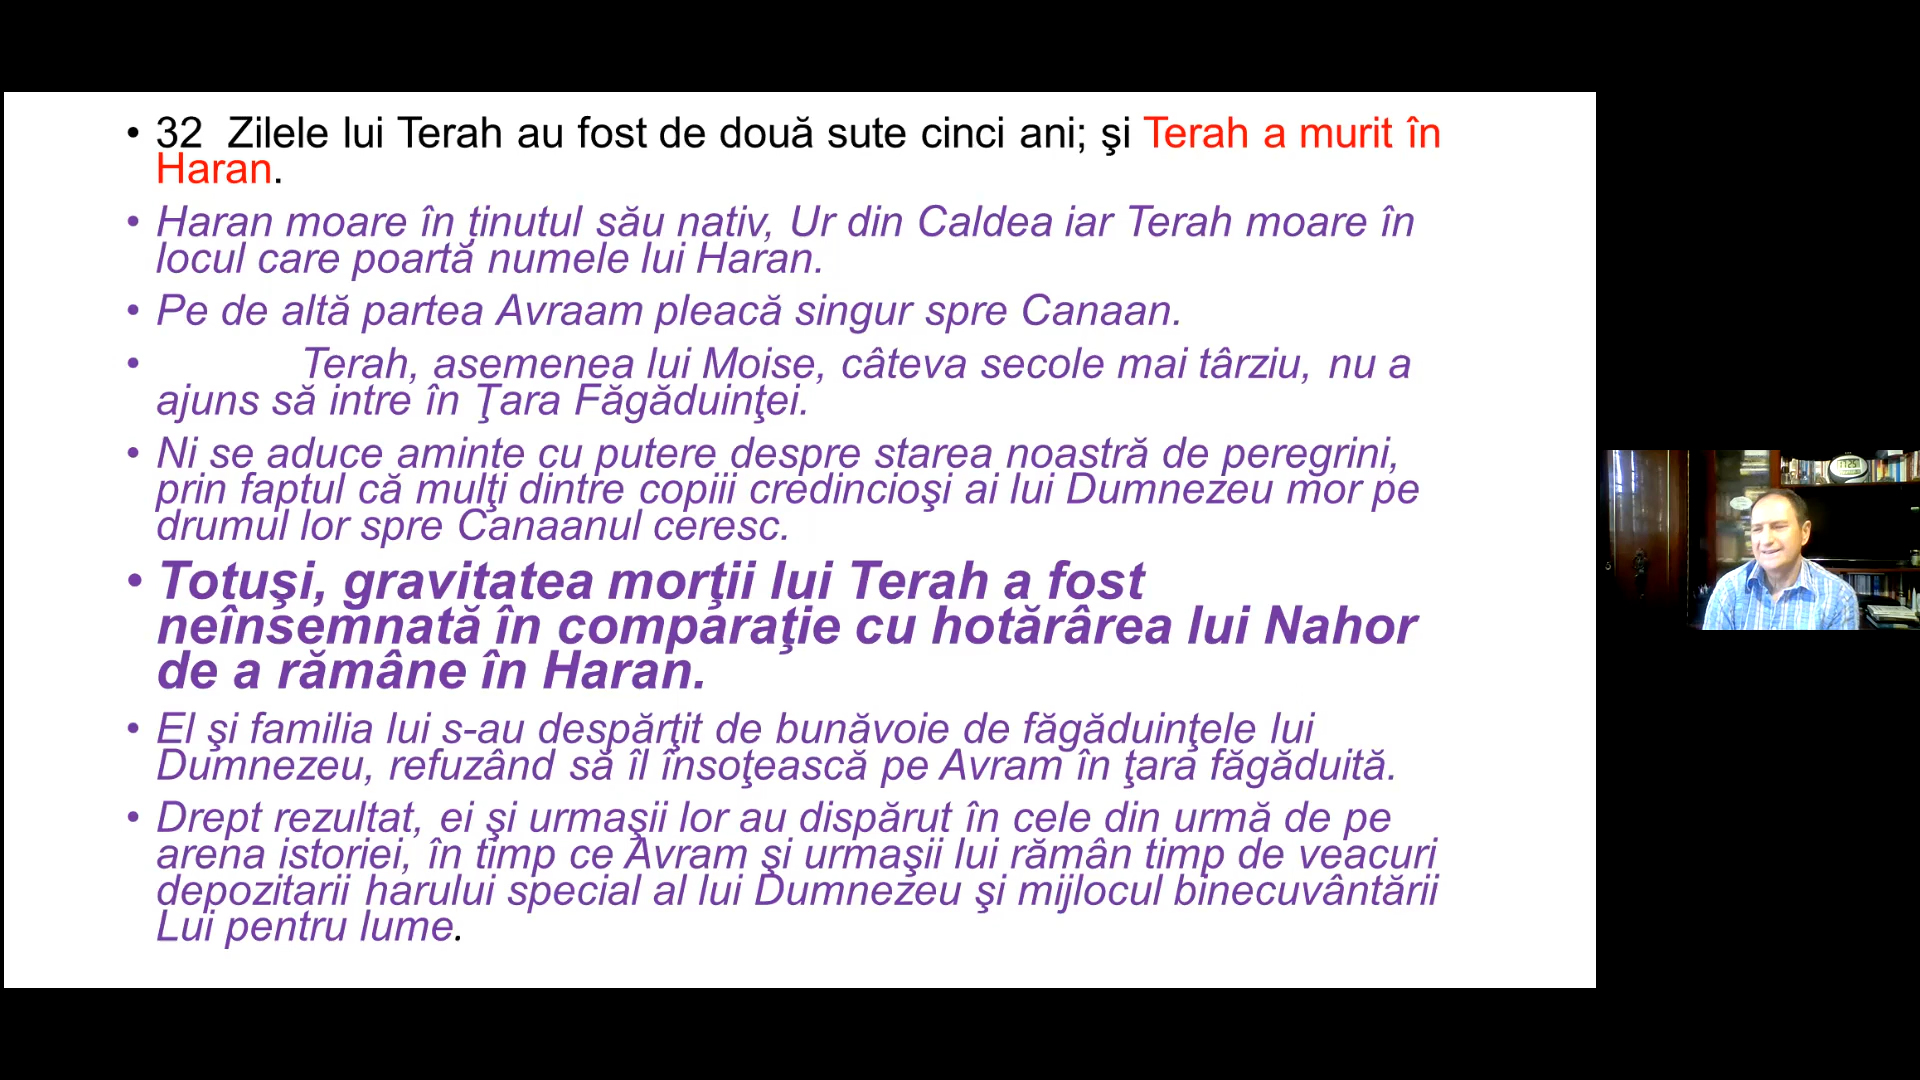 • 32 Zilele lui Terah au fost de două sute cinci ani; şi Terah a murit în
Haran.
• Haran moare în ţinutul său nativ, Ur din Caldea iar Terah moare în
locul care poartă numele lui Haran.
• Pe de altă partea Avraam pleacă singur spre Canaan.
• Terah, asemenea lui Moise, câteva secole mai târziu, nu a
ajuns să intre în Ţara Făgăduinţei.
• Ni se aduce aminte cu putere despre starea noastră de peregrini,
prin faptul că mulţi dintre copiii credincioşi ai lui Dumnezeu mor pe
drumul lor spre Canaanul ceresc.
• Totuşi, gravitatea morţii lui Terah a fost
neînsemnată în comparaţie cu hotărârea lui Nahor
de a rămâne în Haran.
• El şi familia lui s-au despărţit de bunăvoie de făgăduinţele lui
Dumnezeu, refuzând să îl însoţească pe Avram în ţara făgăduită.
• Drept rezultat, ei şi urmaşii lor au dispărut în cele din urmă de pe
arena istoriei, în timp ce Avram şi urmaşii lui rămân timp de veacuri
depozitarii harului special al lui Dumnezeu şi mijlocul binecuvântării
Lui pentru lume.